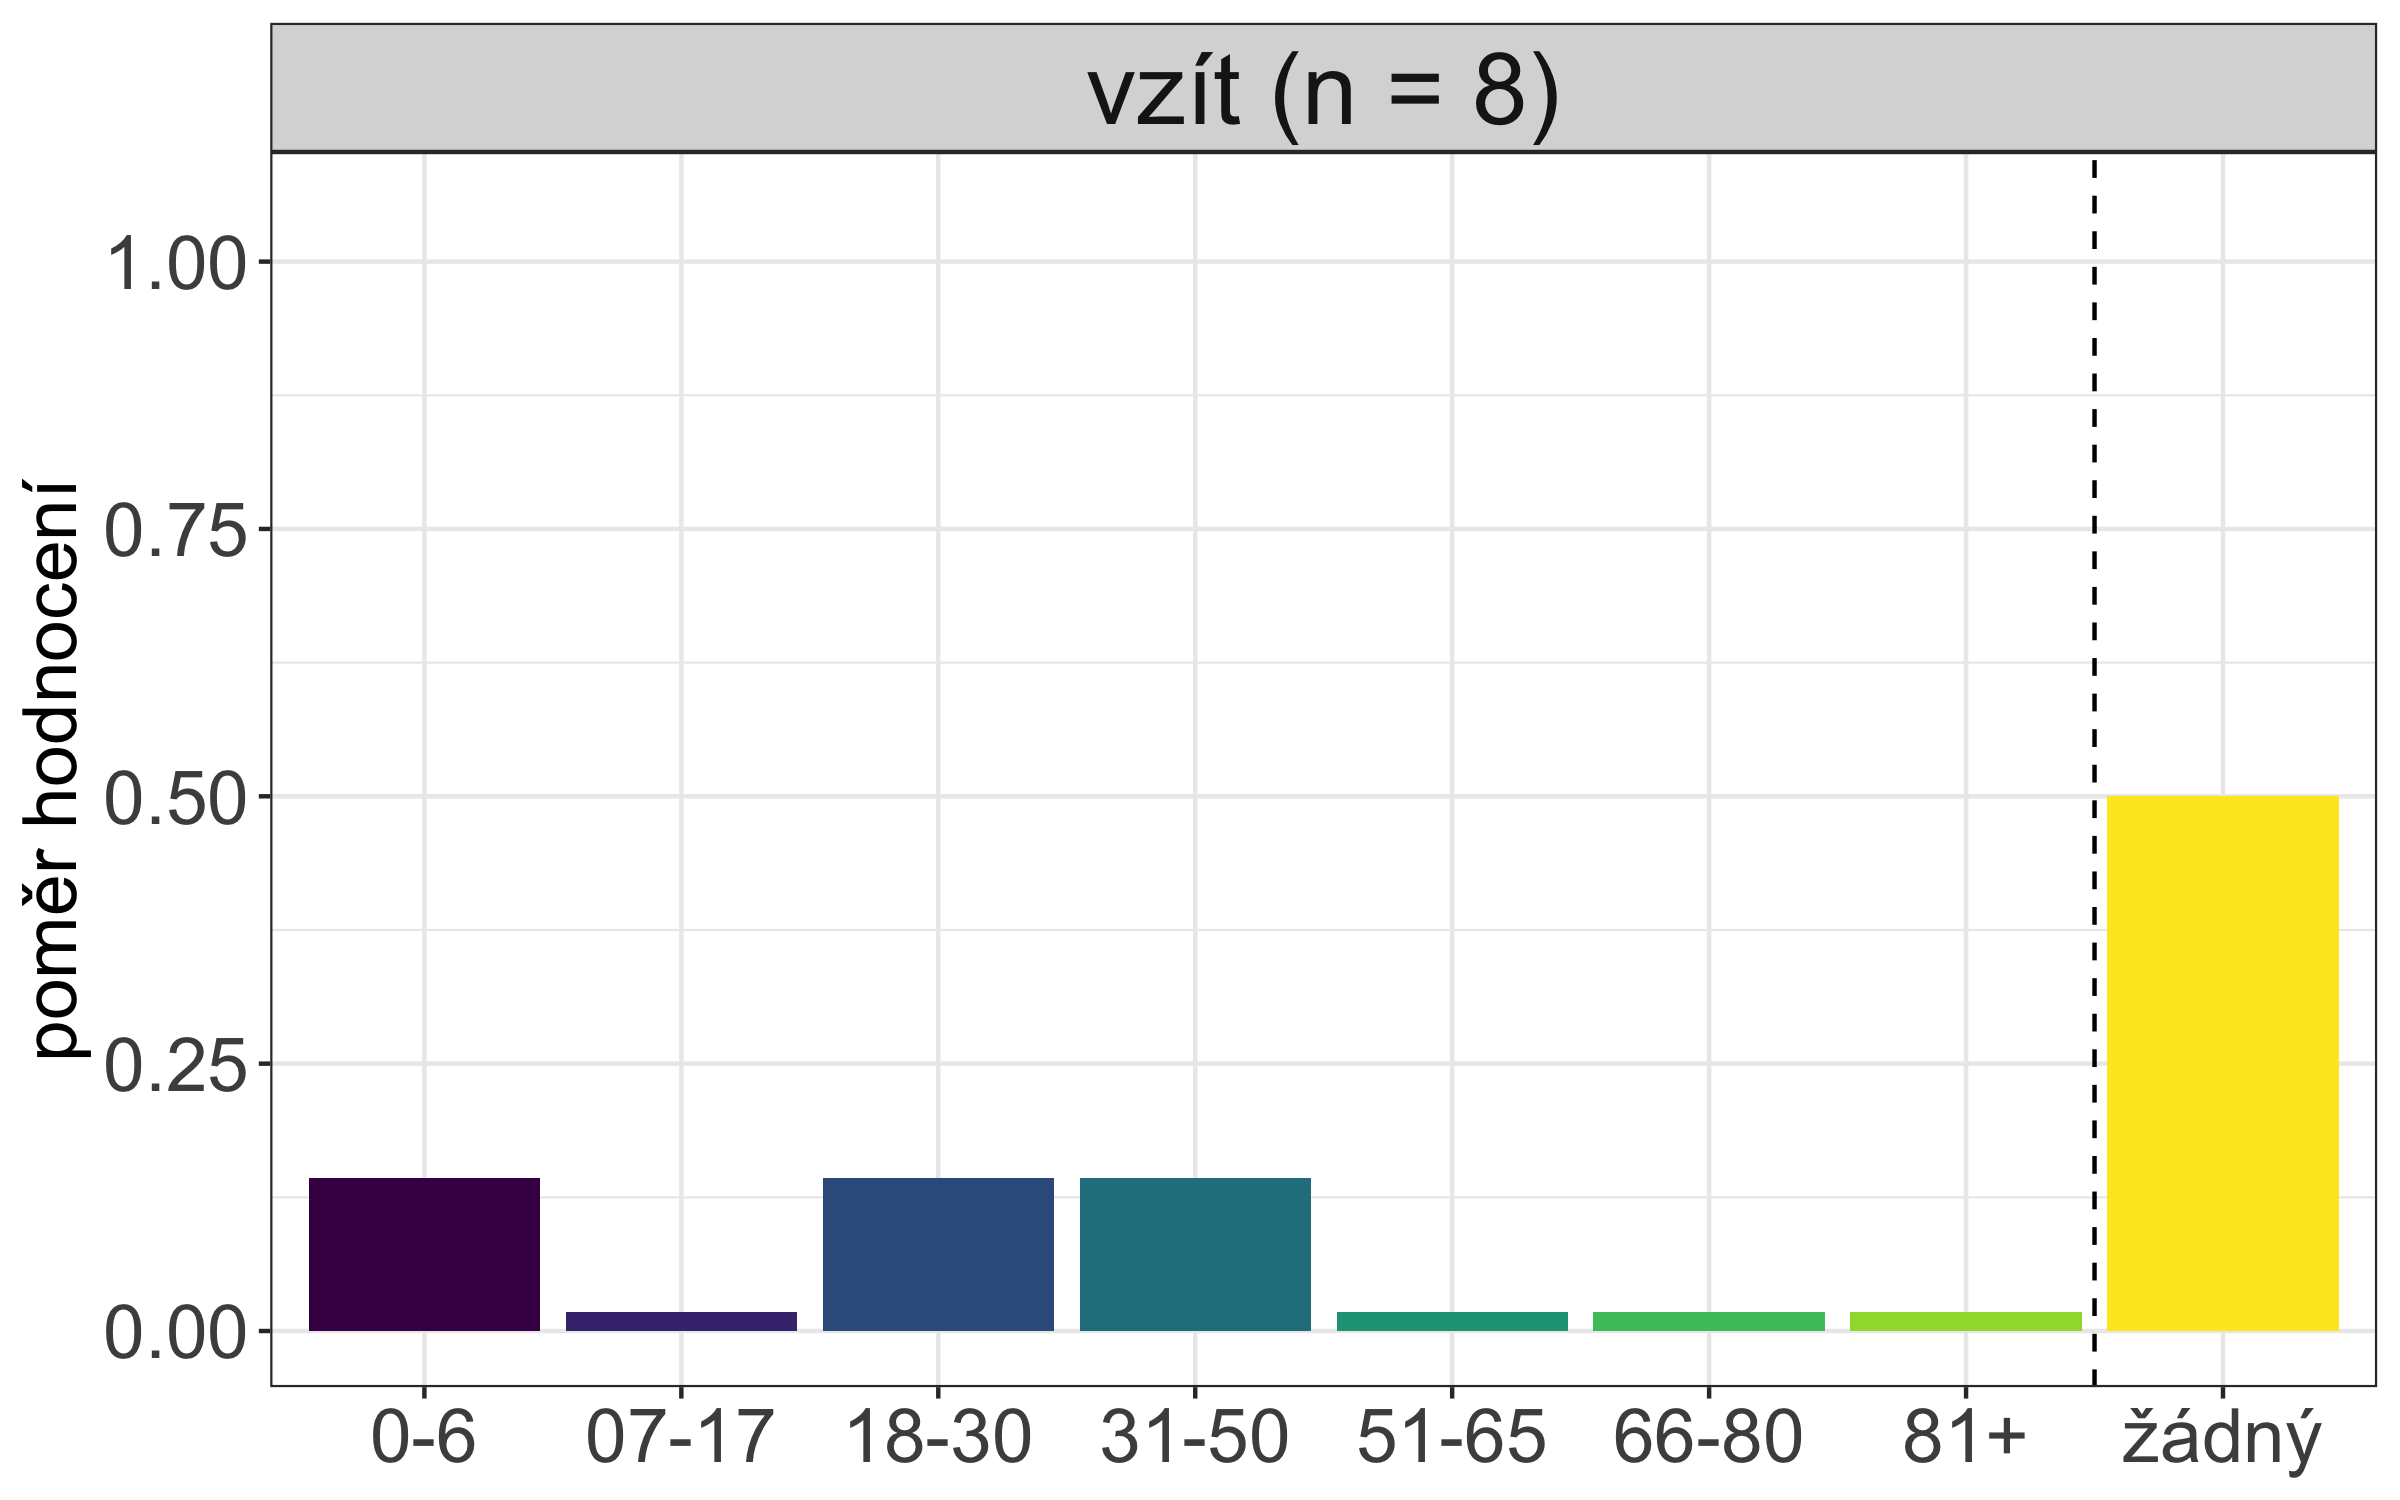 vzít (n = 8)
poměr hodnocení
1.00
0.75
0.50
0.25
0.00
0-6 07-17 18-30 31-50 51-65 66-80 81+ žádný